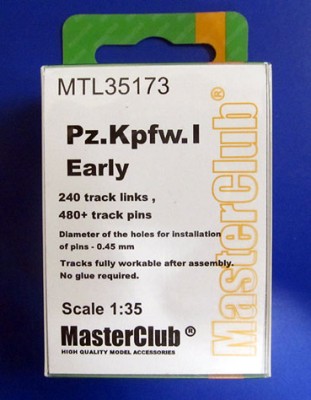 MTL35173
Pz.Kpfw.I
Early
240 track links ,
480+ track pins
Diameter of the holes for installation
of pins - 0.45 mm
Tracks fully workable after assembly.
No glue required.
Scale 1:35
MasterClub ®
HIGH QUALITY MODEL ACCESSORIES
MasterClub®